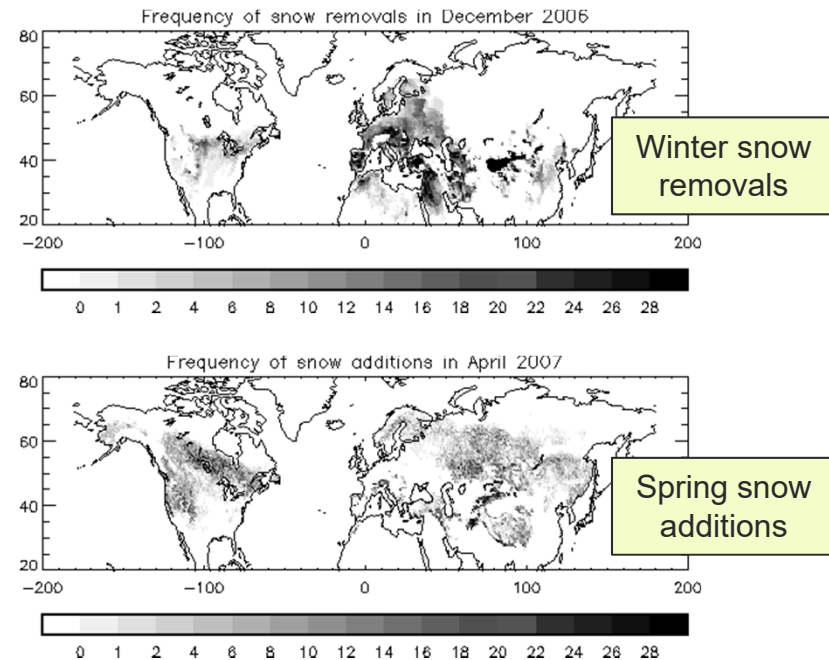 Frequency of snow removals in December 2006
80
60
40
20
−200 −100 0 100 200
Winter snow
removals
0 1 2 4 6 8 10 12 14 16 18 20 22 24 26 28
Frequency of snow additions in April 2007
80
60
40
20
−200 −100 0 100 200
Spring snow
additions
0 1 2 4 6 8 10 12 14 16 18 20 22 24 26 28